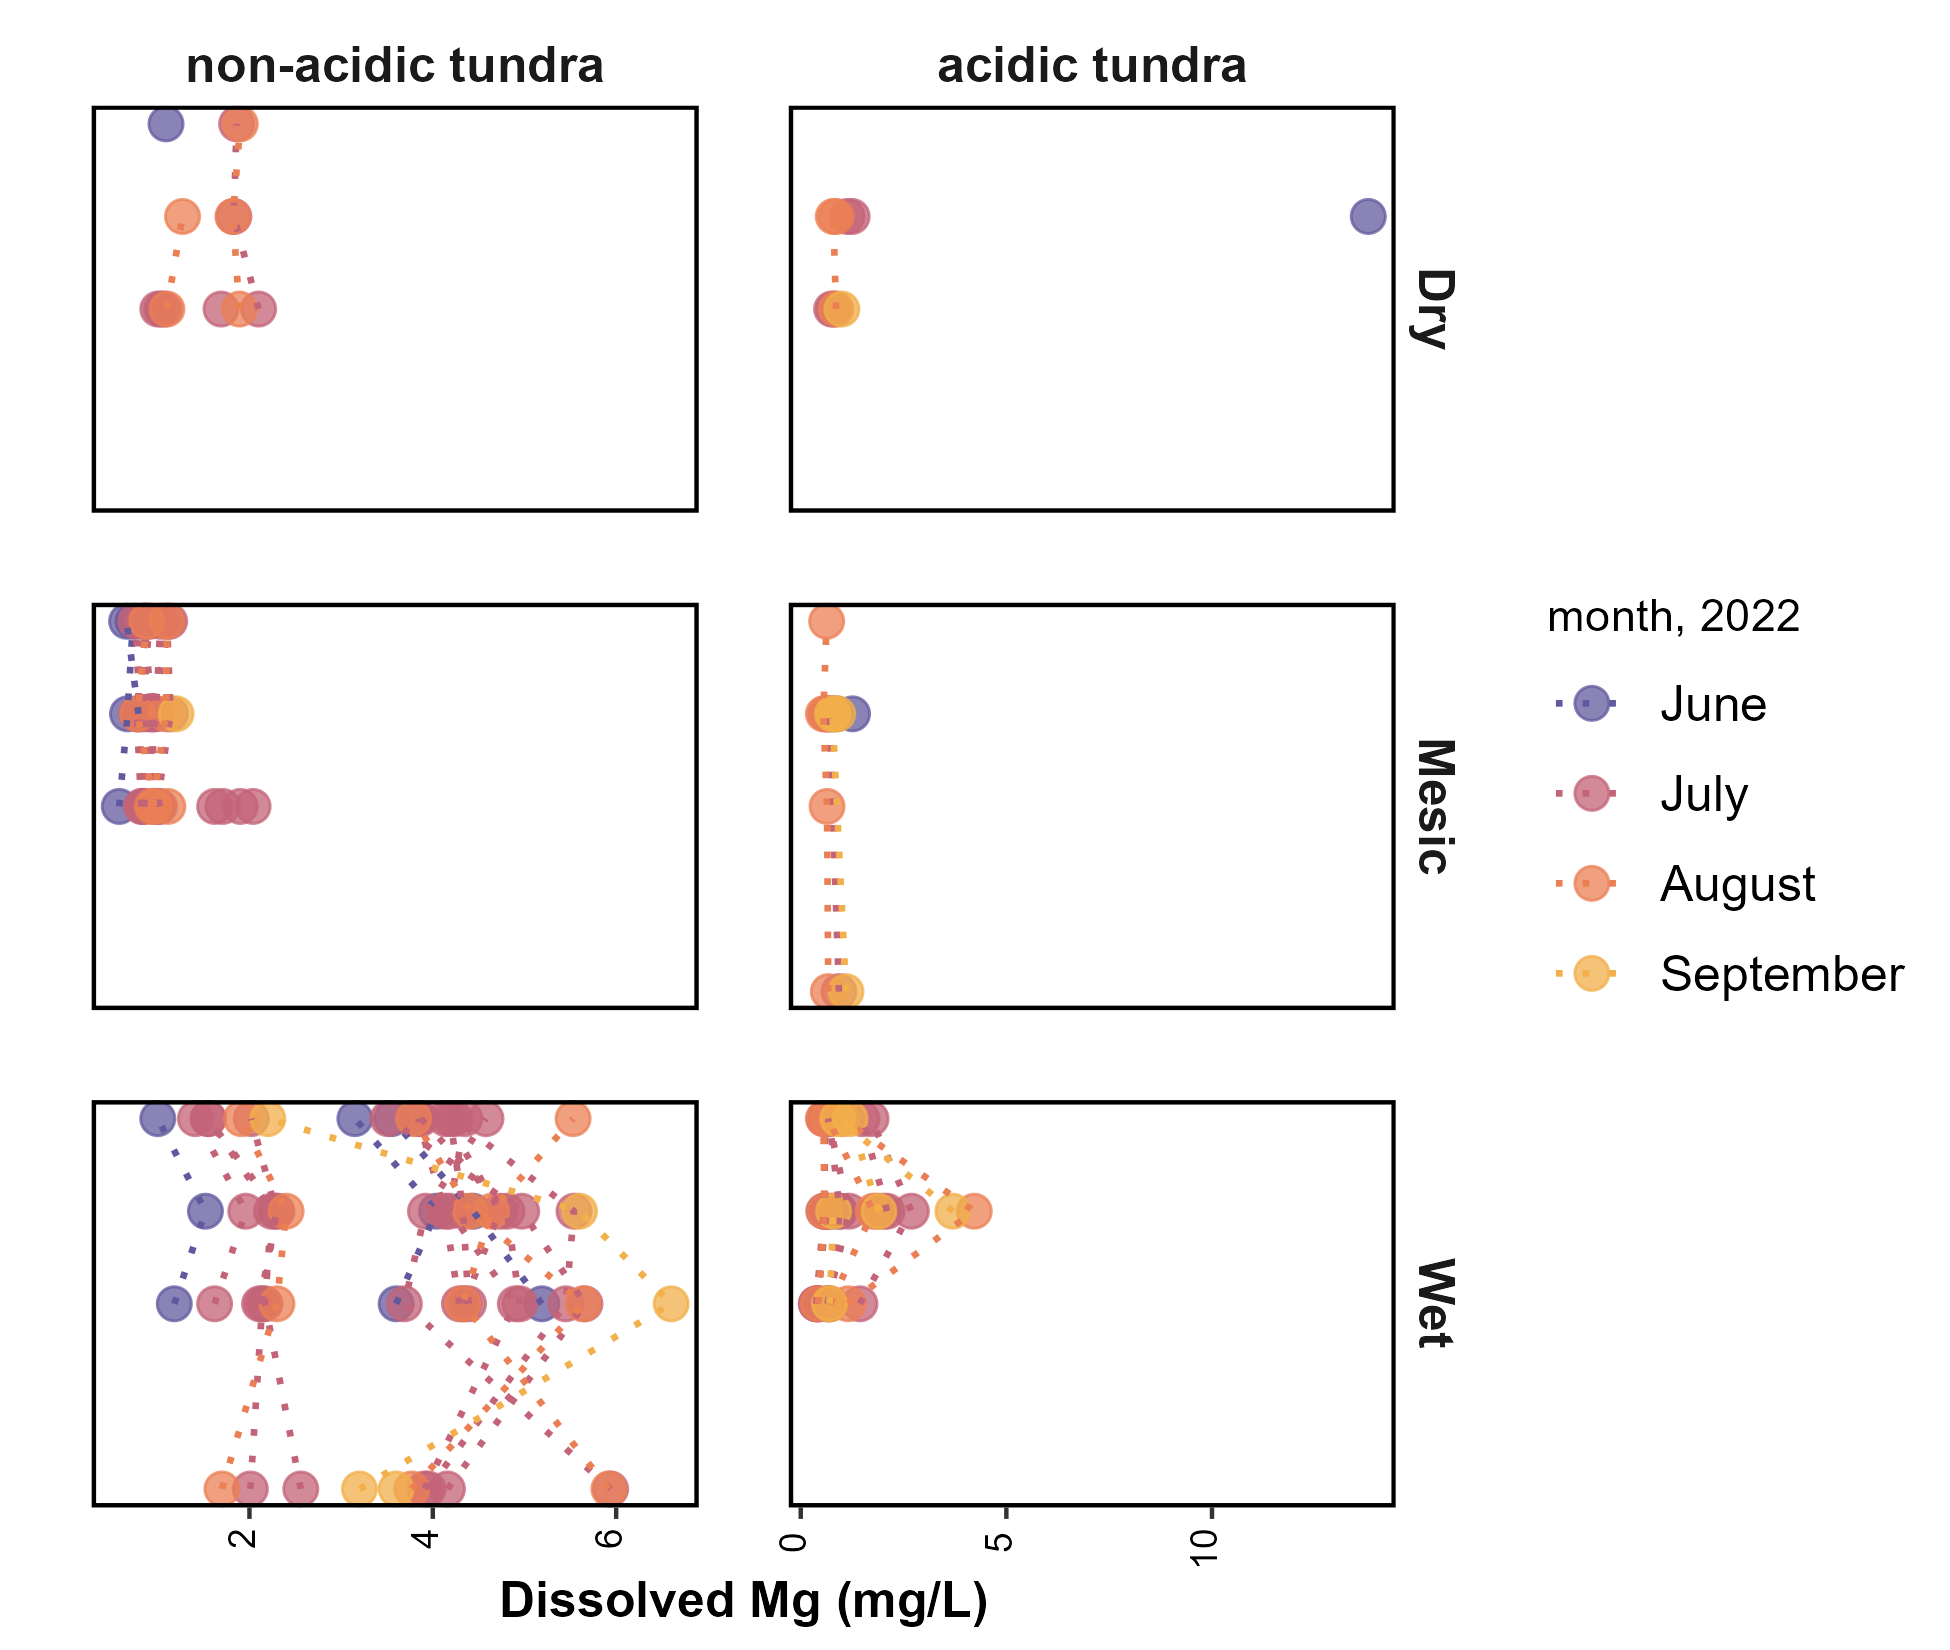 non-acidic tundra
acidic tundra
Dry
Mesic
Wet
month, 2022
June
July
August
September
2
4
6
0
5
10
Dissolved Mg (mg/L)